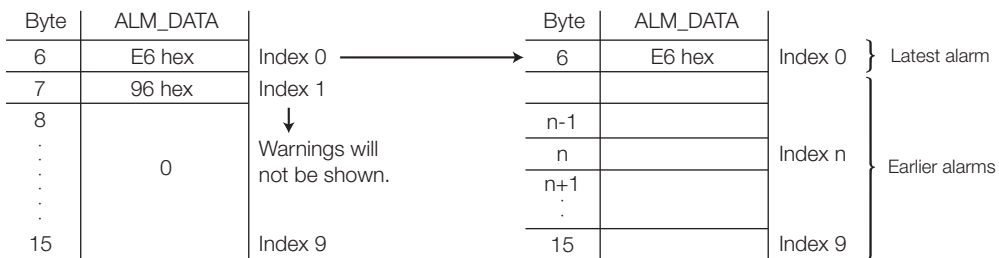 Byte ALM_DATA
6 E6 hex Index 0
7 96 hex Index 1
8
0
Warnings will
not be shown.
15 Index 9
Byte ALM_DATA
6 E6 hex Index 0 Latest alarm
n-1
n Index n
n+1
Earlier alarms
15 Index 9